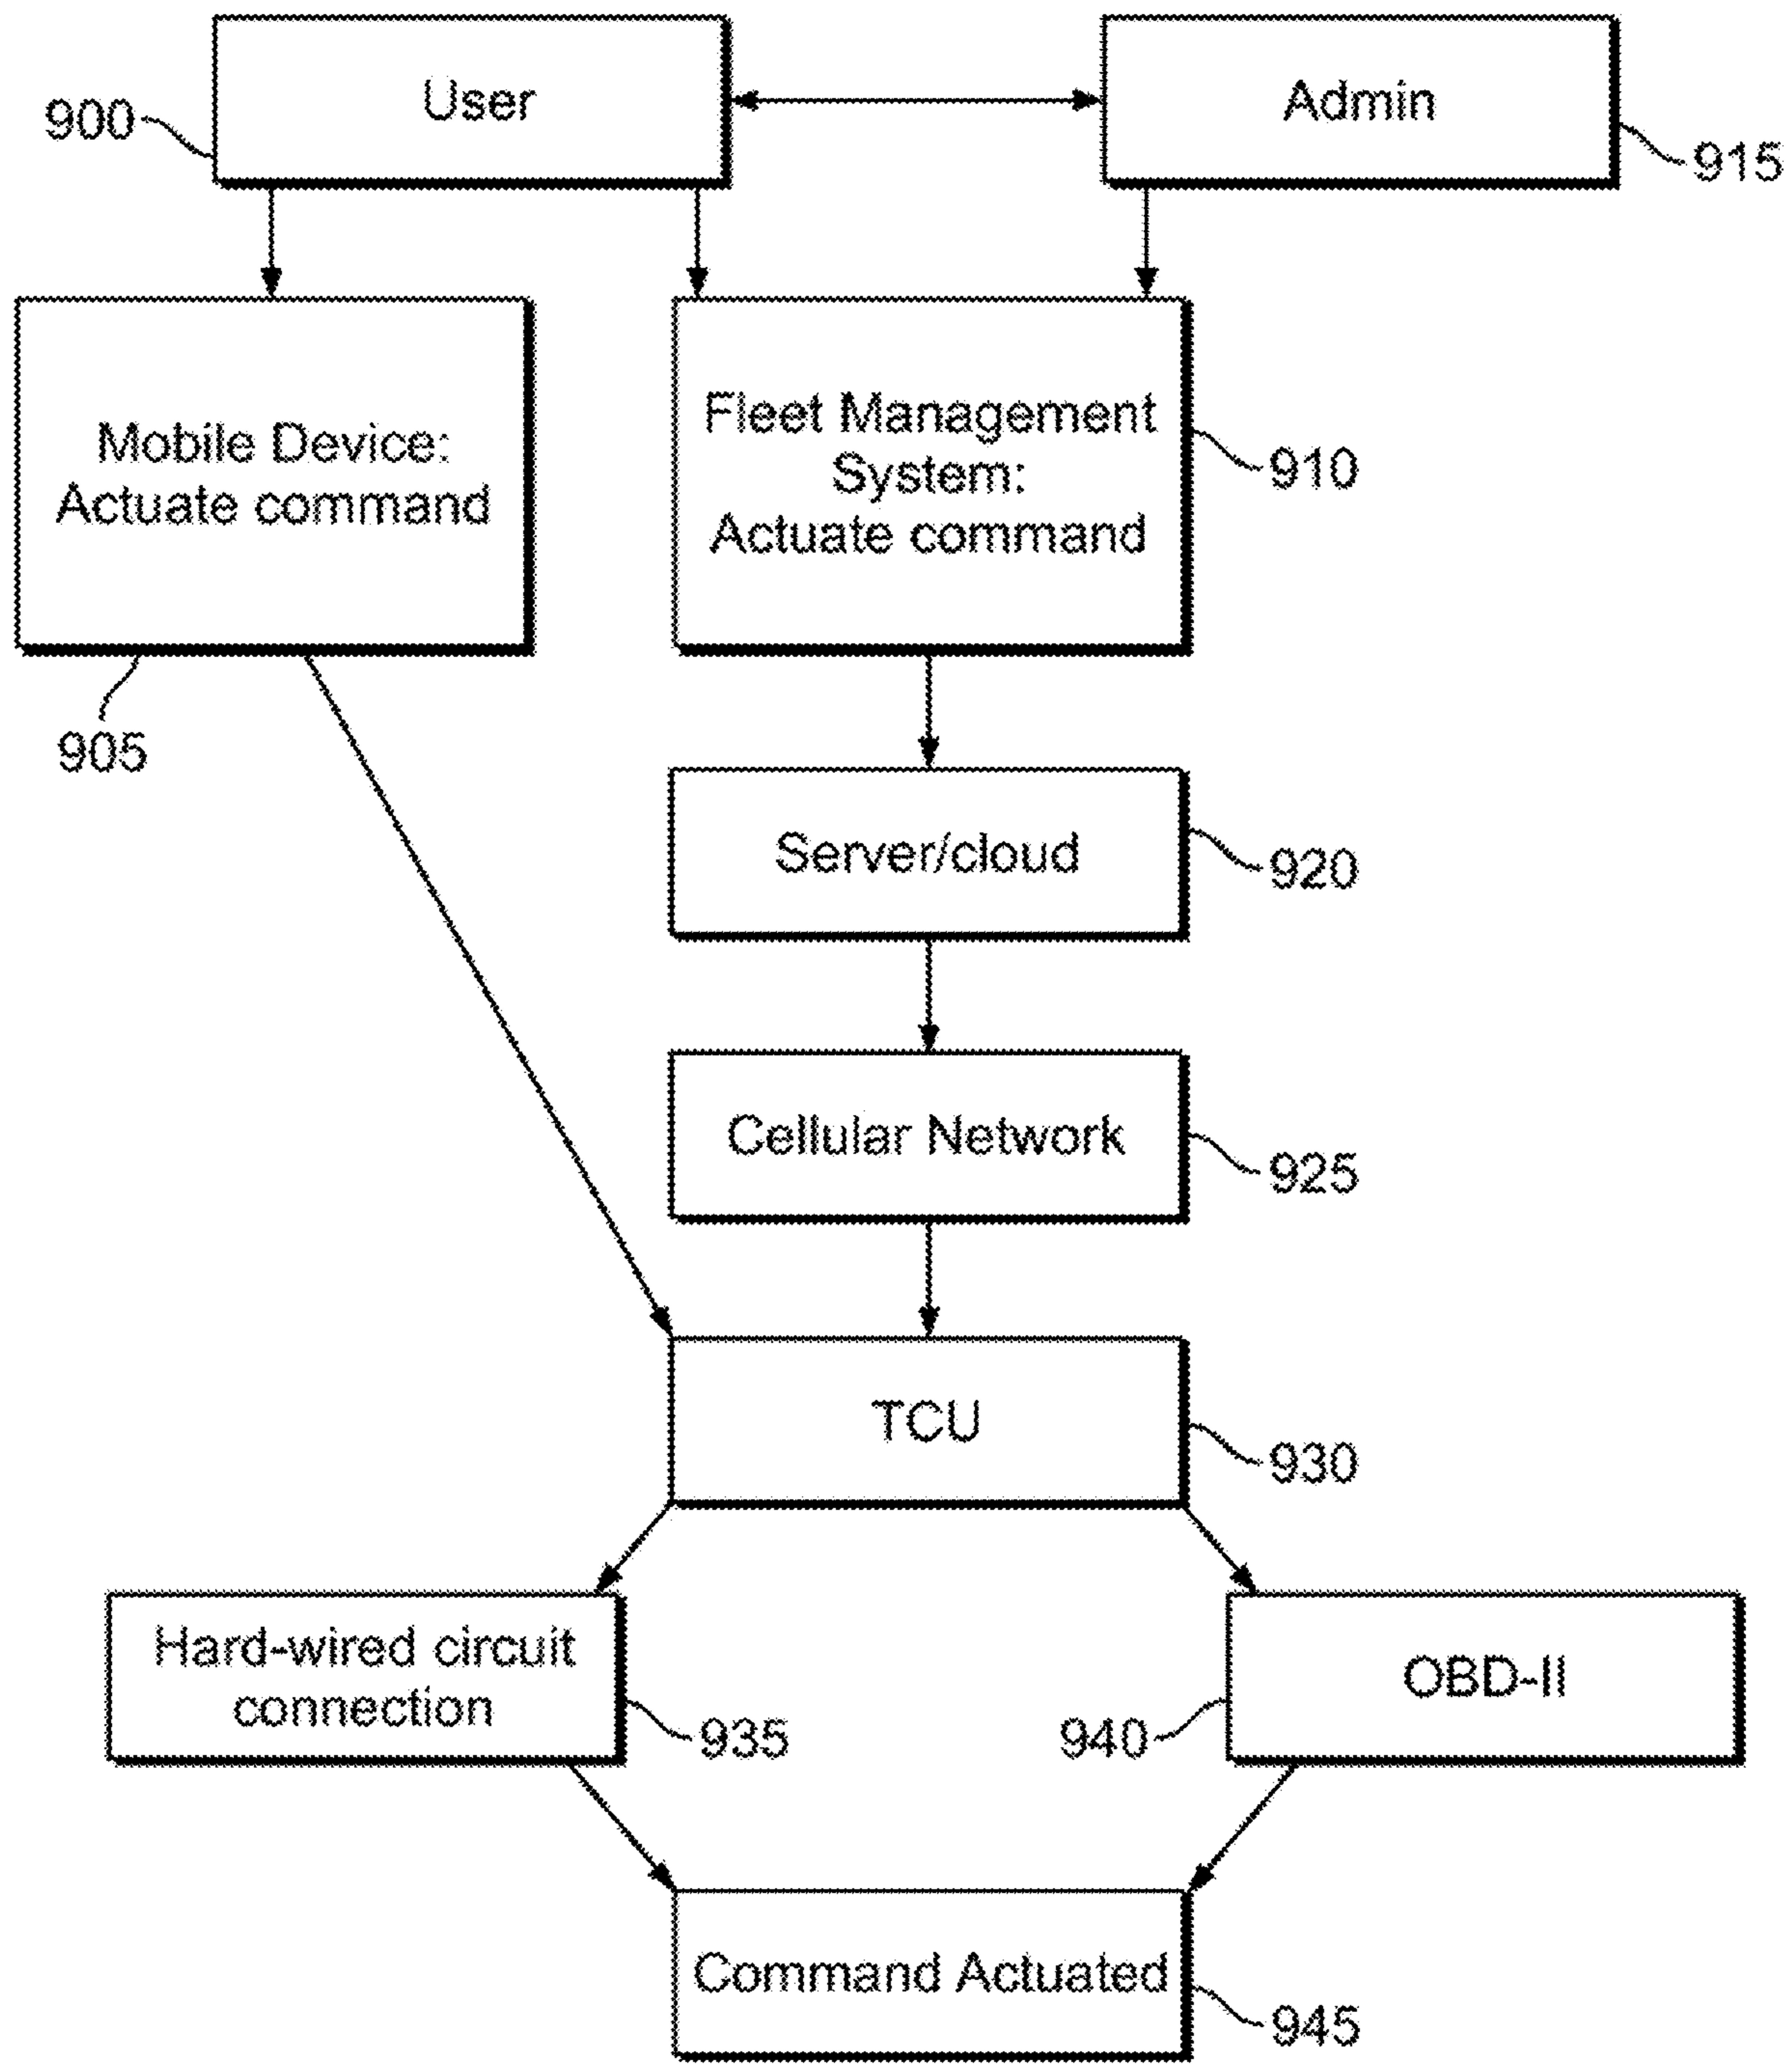 User
Admin
900
915
Mobile Device:
Actuate command
Fleet Management
System:
Actuate command
910
905
Server/cloud
920
Cellular Network
925
TCU
930
Hard-wired circuit
connection
935
OBD-II
940
Command Actuated
945